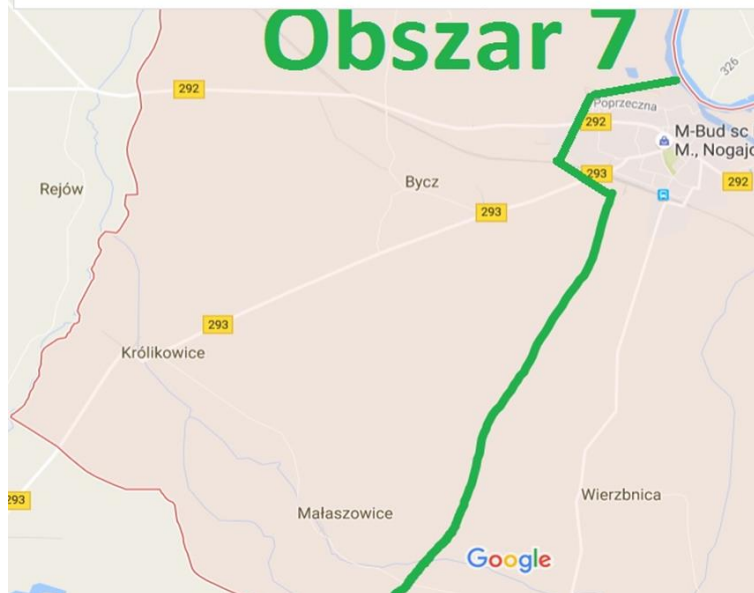 Obszar 7
326
292
Poprzeczna
292
M-Bud sc
M., Nogajo
293
292
Rejów
Bycz
293
293
Królikowice
Wierzbnica
293
Małaszowice
Google